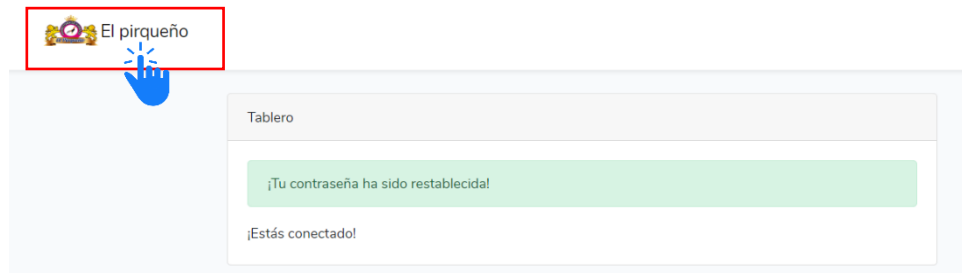 El pirqueño
Tablero
¡Tu contraseña ha sido restablecida!
¡Estás conectado!